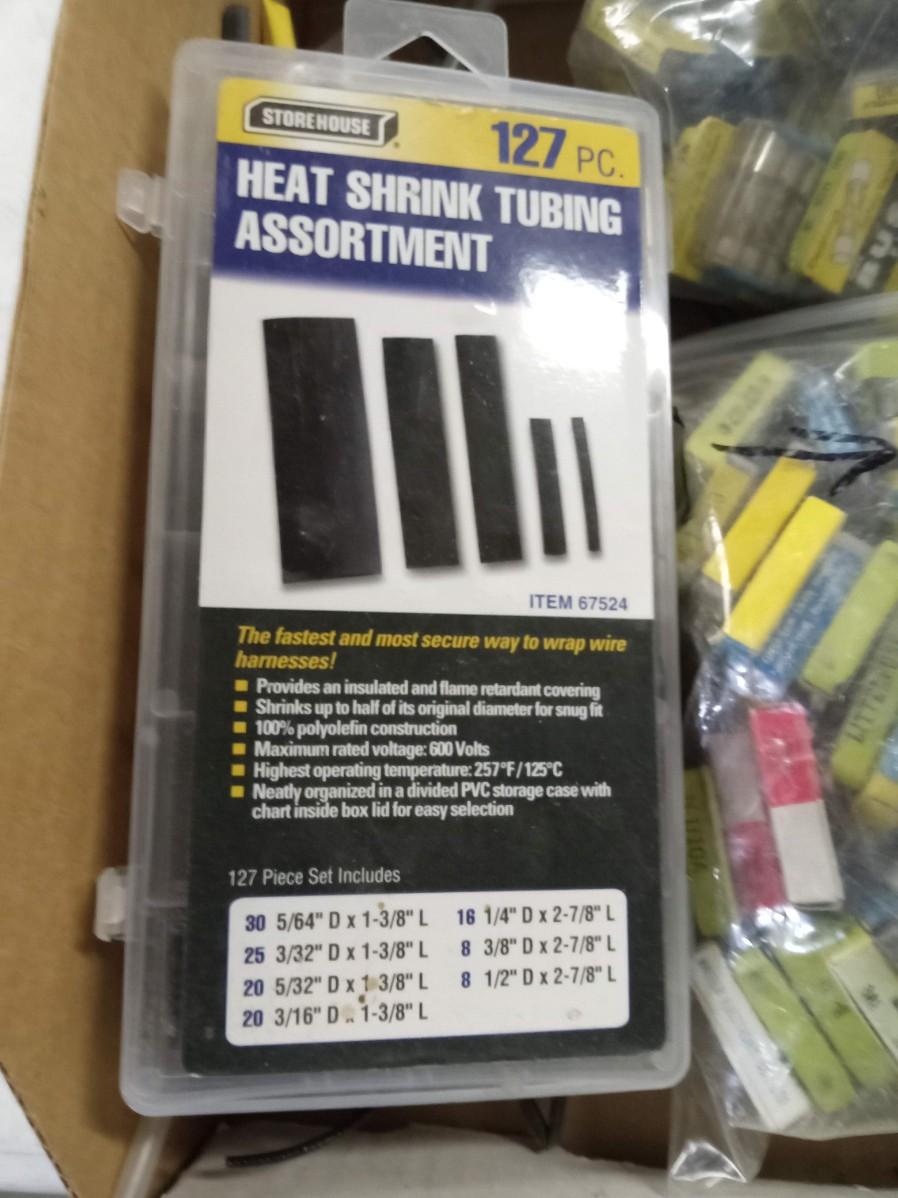 STOREHOUSE
127 PC.
HEAT SHRINK TUBING
ASSORTMENT
ITEM 67524
The fastest and most secure way to wrap wire
harnesses!
Provides an insulated and flame retardant covering
Shrinks up to half of its original diameter for snug fit
100% polyolefin construction
Maximum rated voltage: 600 Volts
Highest operating temperature: 257°F/125°C
Neatly organized in a divided PVC storage case with
chart inside box lid for easy selection
127 Piece Set Includes
30 5/64" D x 1-3/8" L
25 3/32" D x 1-3/8" L
20 5/32" D x 1-3/8" L
20 3/16" D x 1-3/8" L
16 1/4" D x 2-7/8" L
8 3/8" D x 2-7/8" L
8 1/2" D x 2-7/8" L